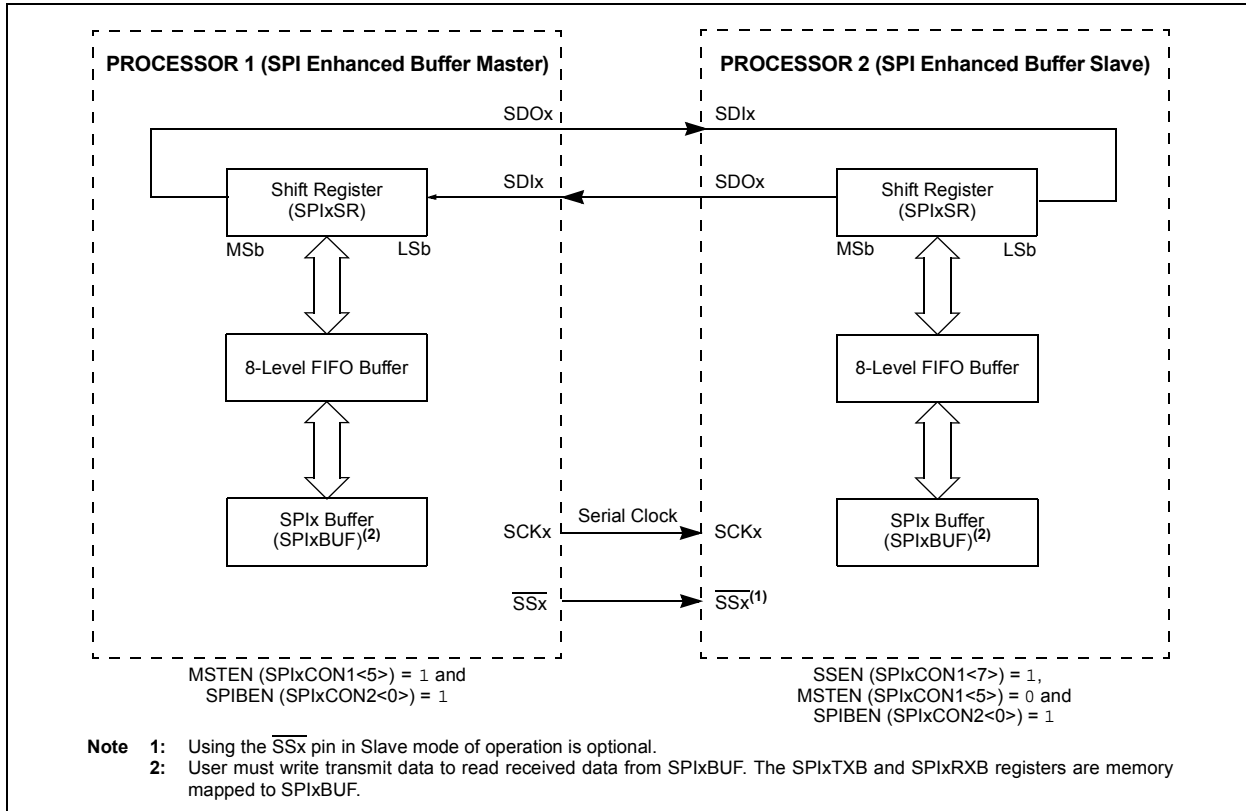 PROCESSOR 1 (SPI Enhanced Buffer Master)
SDOx
Shift Register
(SPIxSR)
SDIx
MSb
LSb
8-Level FIFO Buffer
SPIx Buffer
(SPIxBUF)(2)
SCKx
Serial Clock
SSx
MSTEN (SPIxCON1<5>) = 1 and
SPIBEN (SPIxCON2<0>) = 1
PROCESSOR 2 (SPI Enhanced Buffer Slave)
SDIx
SDOx
Shift Register
(SPIxSR)
MSb
LSb
8-Level FIFO Buffer
SPIx Buffer
(SPIxBUF)(2)
SCKx
SSx(1)
SSEN (SPIxCON1<7>) = 1,
MSTEN (SPIxCON1<5>) = 0 and
SPIBEN (SPIxCON2<0>) = 1
Note 1: Using the SSx pin in Slave mode of operation is optional.
2: User must write transmit data to read received data from SPIxBUF. The SPIxTXB and SPIxRXB registers are memory
mapped to SPIxBUF.